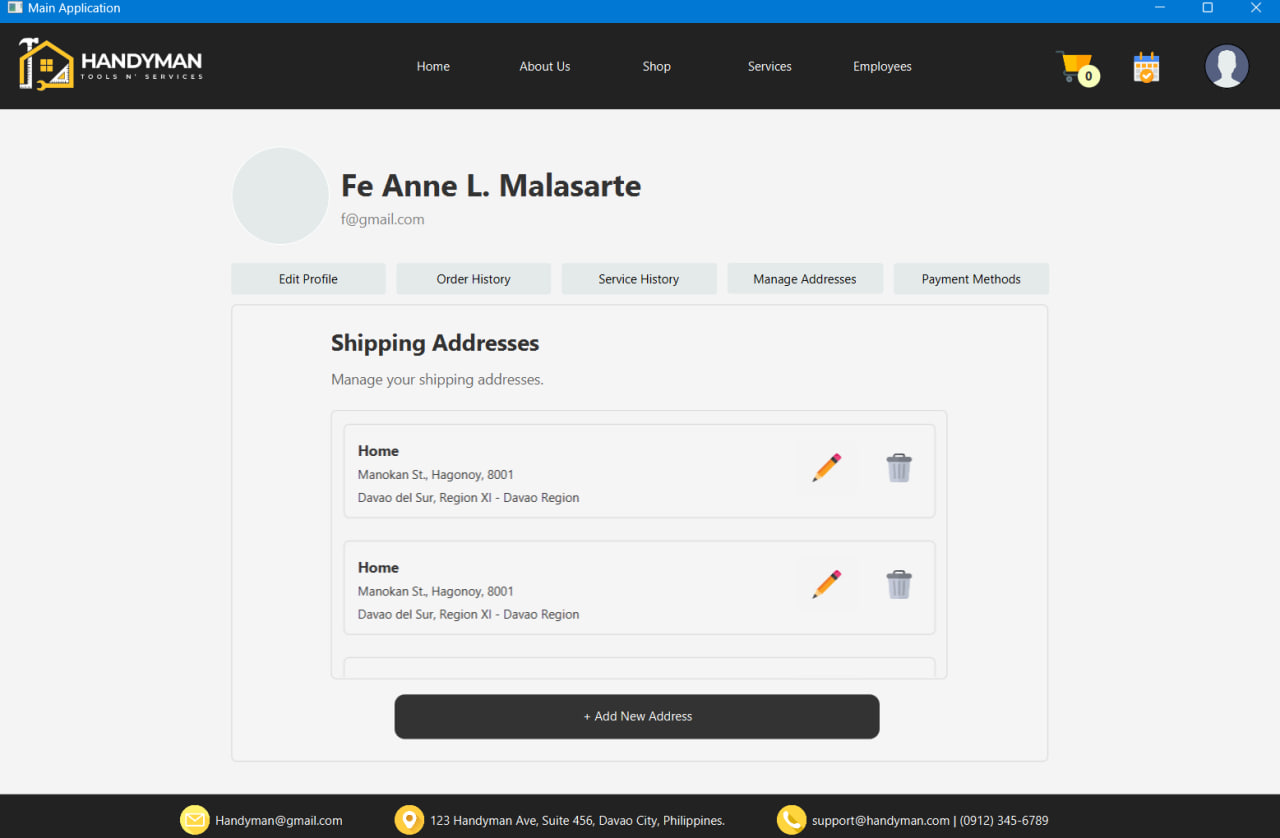 Main Application
HANDYMAN
TOOLS N' SERVICES
Home
About Us
Shop
Services
Employees
0
Fe Anne L. Malasarte
f@gmail.com
Edit Profile
Order History
Service History
Manage Addresses
Payment Methods
Shipping Addresses
Manage your shipping addresses.
Home
Manokan St., Hagonoy, 8001
Davao del Sur, Region XI - Davao Region
Home
Manokan St., Hagonoy, 8001
Davao del Sur, Region XI - Davao Region
+ Add New Address
Handyman@gmail.com
123 Handyman Ave, Suite 456, Davao City, Philippines.
support@handyman.com | (0912) 345-6789